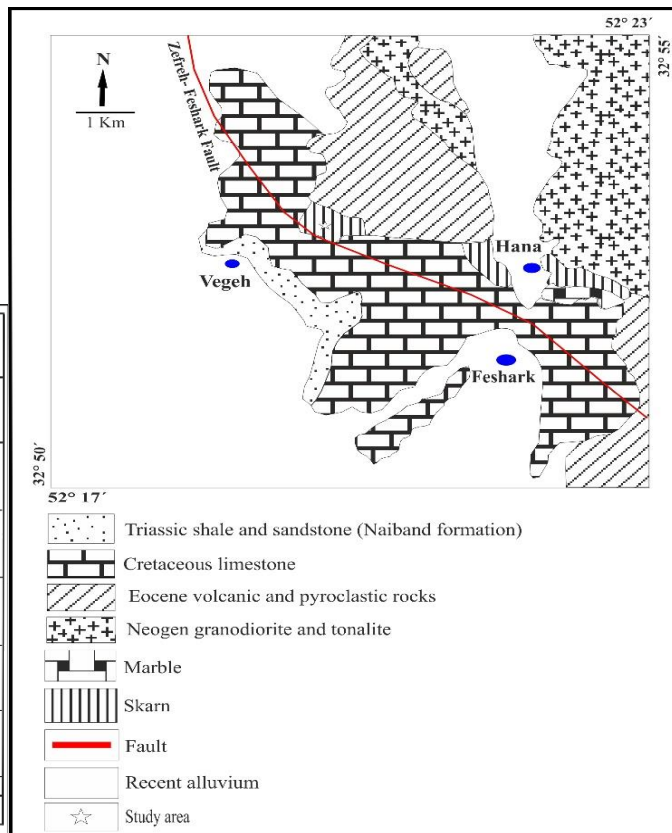 52° 23´
32° 55´
N
1 Km
Zefreh- Feshark Fault
Hana
Vegeh
Feshark
32° 50´
52° 17´
Triassic shale and sandstone (Naiband formation)
Cretaceous limestone
Eocene volcanic and pyroclastic rocks
Neogen granodiorite and tonalite
Marble
Skarn
Fault
Recent alluvium
Study area